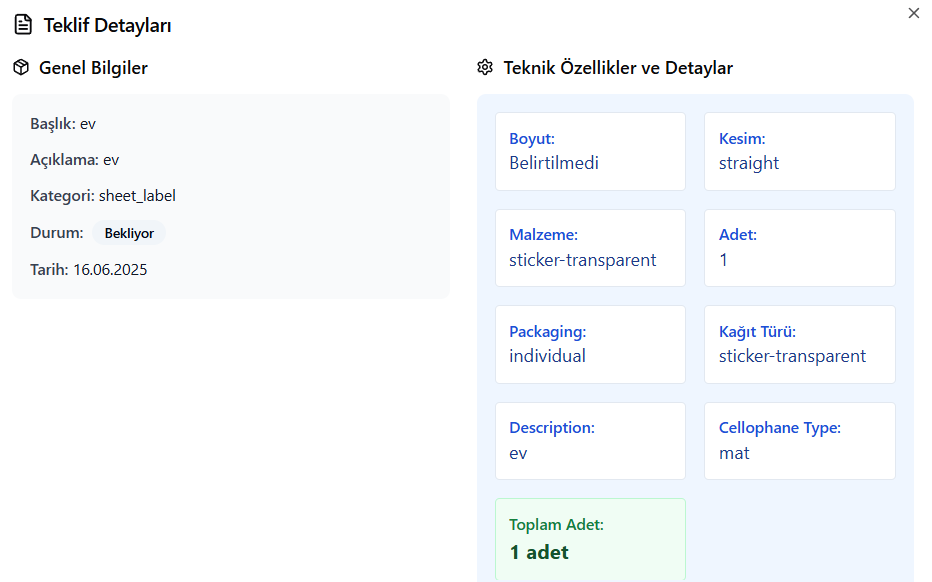 Teklif Detayları
Genel Bilgiler
Başlık: ev
Açıklama: ev
Kategori: sheet_label
Durum: Bekliyor
Tarih: 16.06.2025
Teknik Özellikler ve Detaylar
Boyut:
Belirtilmedi
Kesim:
straight
Malzeme:
sticker-transparent
Adet:
1
Packaging:
individual
Kağıt Türü:
sticker-transparent
Description:
ev
Cellophane Type:
mat
Toplam Adet:
1 adet